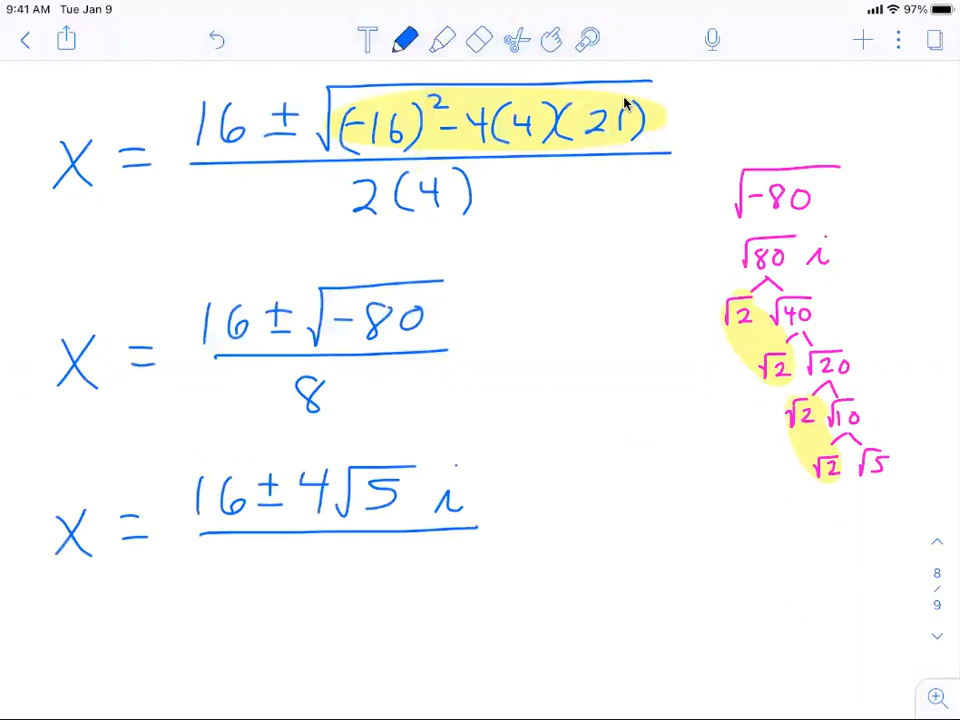 9:41 AM Tue Jan 9
97%
T
x = 16 ± √(-16)² - 4(4)(21)
2(4)
x = 16 ± √-80
8
x = 16 ± 4√5 i
√-80
√80 i
√2 √40
√2 √20
√2 √10
√2 √5
8
/
9